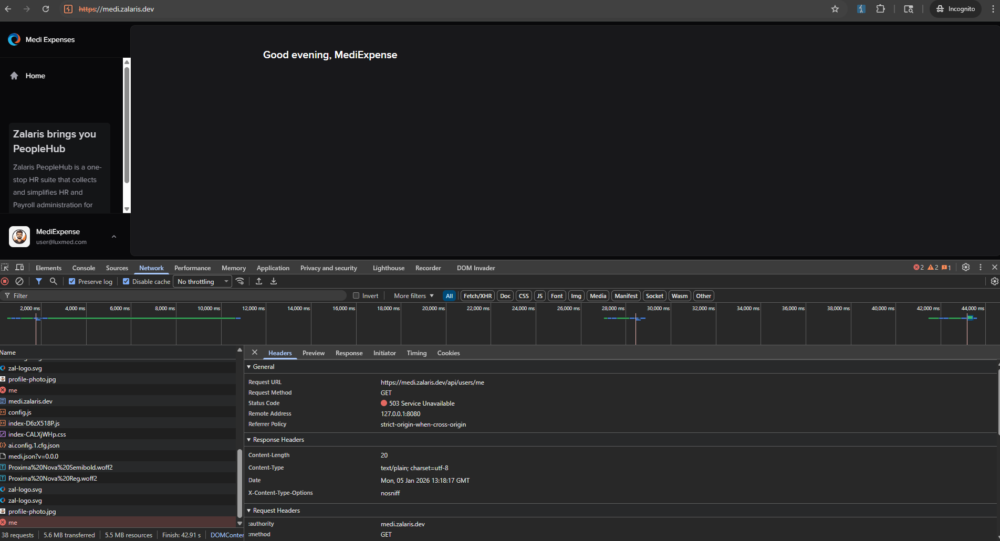 https://medi.zalaris.dev
Incognito
Medi Expenses
Home
Zalaris brings you
PeopleHub
Zalaris PeopleHub is a one-
stop HR suite that collects
and simplifies HR and
Payroll administration for
MediExpense
user@luxmed.com
Good evening, MediExpense
Elements Console Sources Network Performance Memory Application Privacy and security Lighthouse Recorder DOM Invader 2 2 1
Preserve log Disable cache No throttling
Filter Invert More filters All Fetch/XHR Doc CSS JS Font Img Media Manifest Socket Wasm Other
2,000 ms 4,000 ms 6,000 ms 8,000 ms 10,000 ms 12,000 ms 14,000 ms 16,000 ms 18,000 ms 20,000 ms 22,000 ms 24,000 ms 26,000 ms 28,000 ms 30,000 ms 32,000 ms 34,000 ms 36,000 ms 38,000 ms 40,000 ms 42,000 ms 44,000 ms
Name
zal-logo.svg
profile-photo.jpg
me
medi.zalaris.dev
config.js
index-D6zX518P.js
index-CALXjWHp.css
ai.config.1.cfg.json
medi.json?v=0.0.0
Proxima%20Nova%20Semibold.woff2
Proxima%20Nova%20Reg.woff2
zal-logo.svg
zal-logo.svg
profile-photo.jpg
me
38 requests 5.6 MB transferred 5.5 MB resources Finish: 42.91 s DOMConten
Headers Preview Response Initiator Timing Cookies
General
Request URL https://medi.zalaris.dev/api/users/me
Request Method GET
Status Code 503 Service Unavailable
Remote Address 127.0.0.1:8080
Referrer Policy strict-origin-when-cross-origin
Response Headers
Content-Length 20
Content-Type text/plain; charset=utf-8
Date Mon, 05 Jan 2026 13:18:17 GMT
X-Content-Type-Options nosniff
Request Headers
:authority medi.zalaris.dev
:method GET